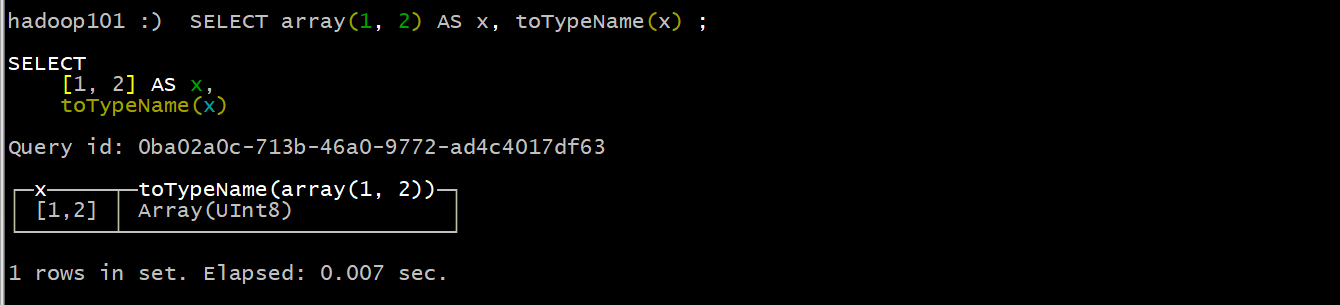 hadoop101 :)  SELECT array(1, 2) AS x, toTypeName(x) ;
SELECT
    [1, 2] AS x,
    toTypeName(x)
Query id: 0ba02a0c-713b-46a0-9772-ad4c4017df63
┌─x─────┬─toTypeName(array(1, 2))─┐
│ [1,2] │ Array(UInt8)            │
└───────┴─────────────────────────┘
1 rows in set. Elapsed: 0.007 sec.